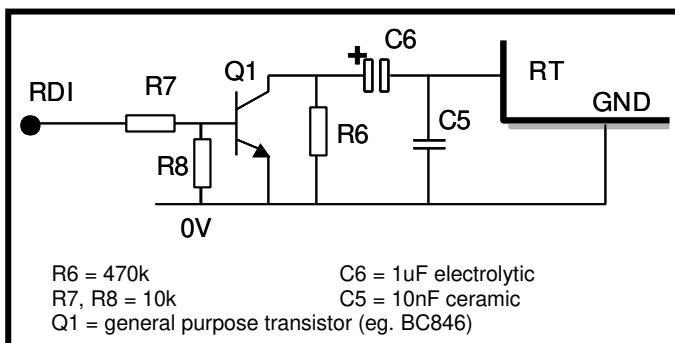 C6
+
Q1
RT
R7
RDI
GND
C5
R6
R8
0V
R6 = 470k
C6 = 1uF electrolytic
R7, R8 = 10k
C5 = 10nF ceramic
Q1 = general purpose transistor (eg. BC846)